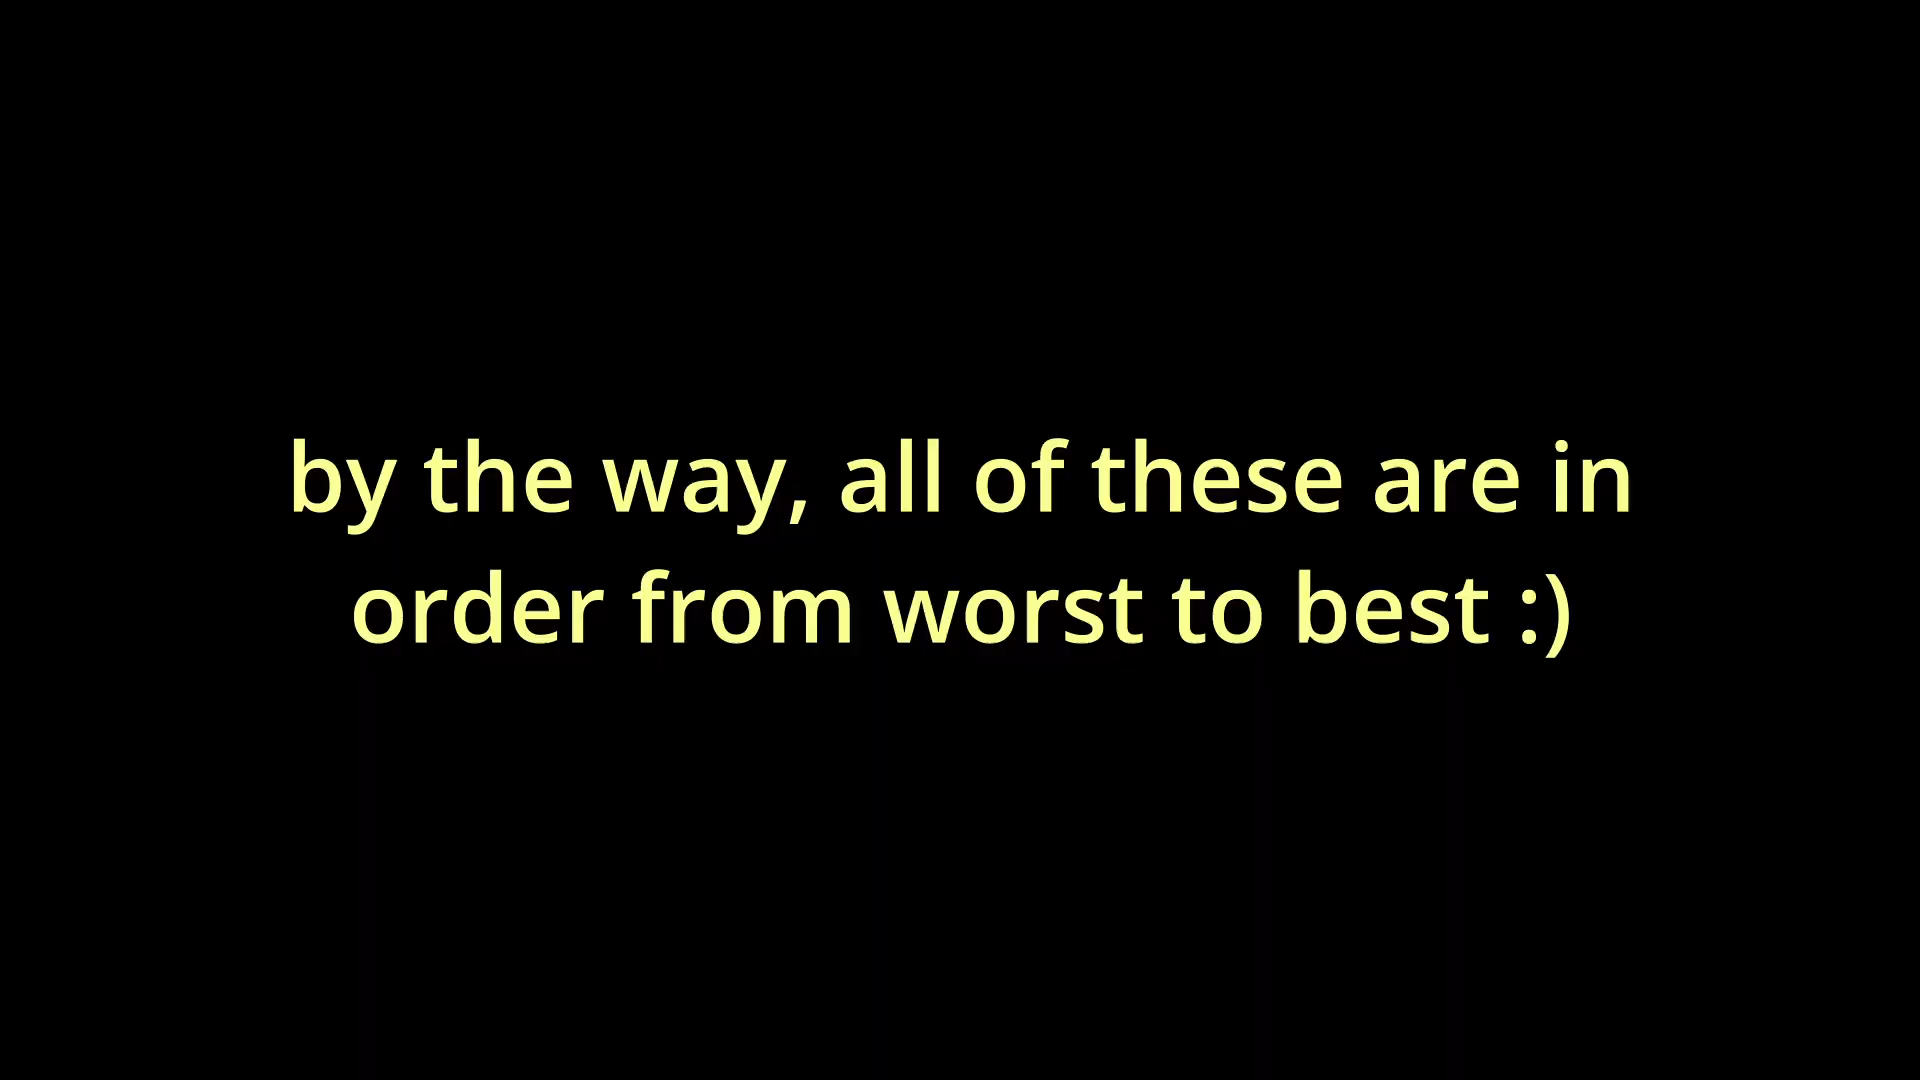 by the way, all of these are in
order from worst to best :)